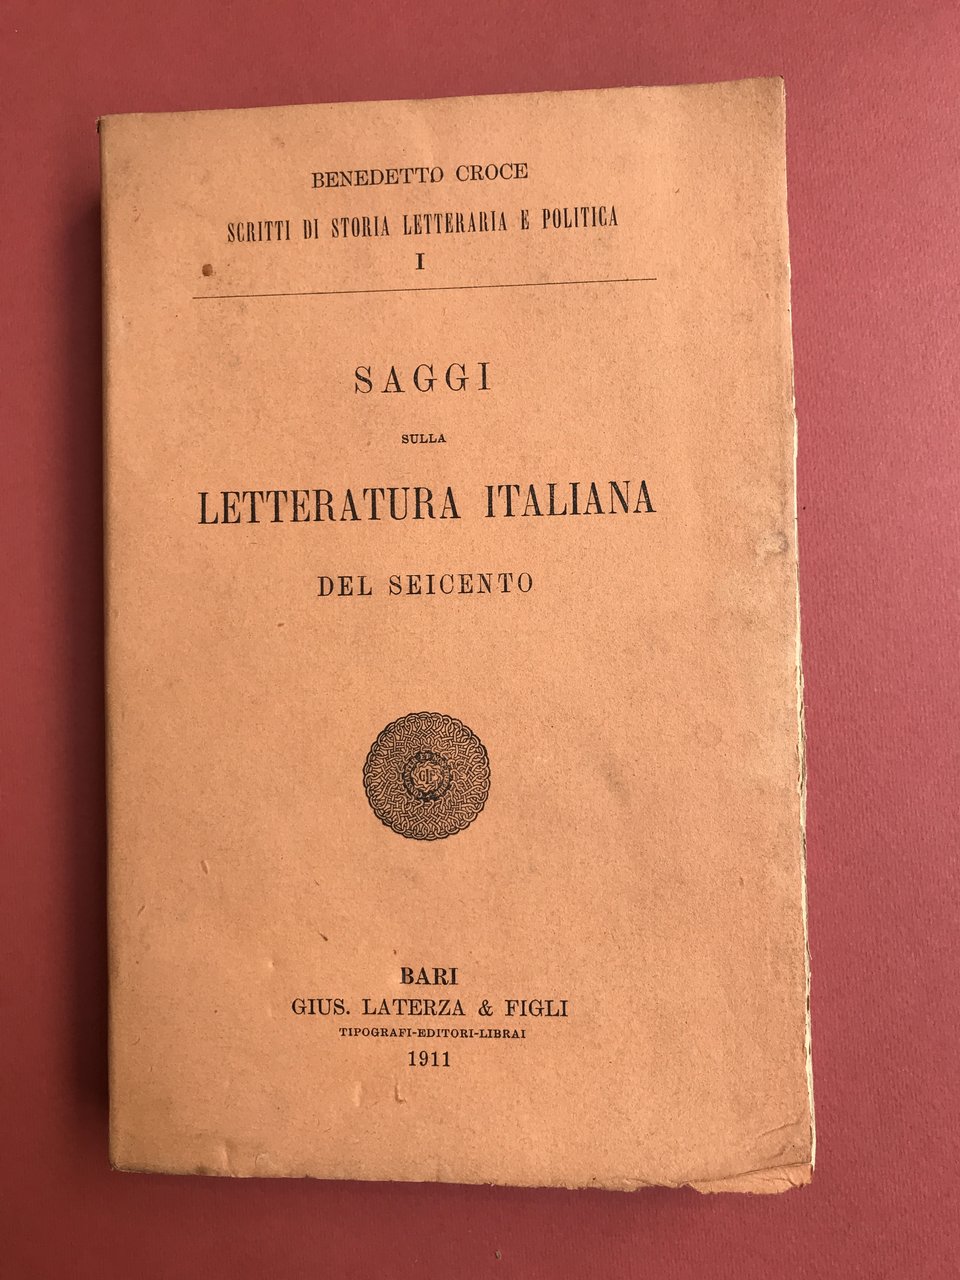 BENEDETTO CROCE
SCRITTI DI STORIA LETTERARIA E POLITICA
I
SAGGI
SULLA
LETTERATURA ITALIANA
DEL SEICENTO
BARI
GIUS. LATERZA & FIGLI
TIPOGRAFI-EDITORI-LIBRAI
1911